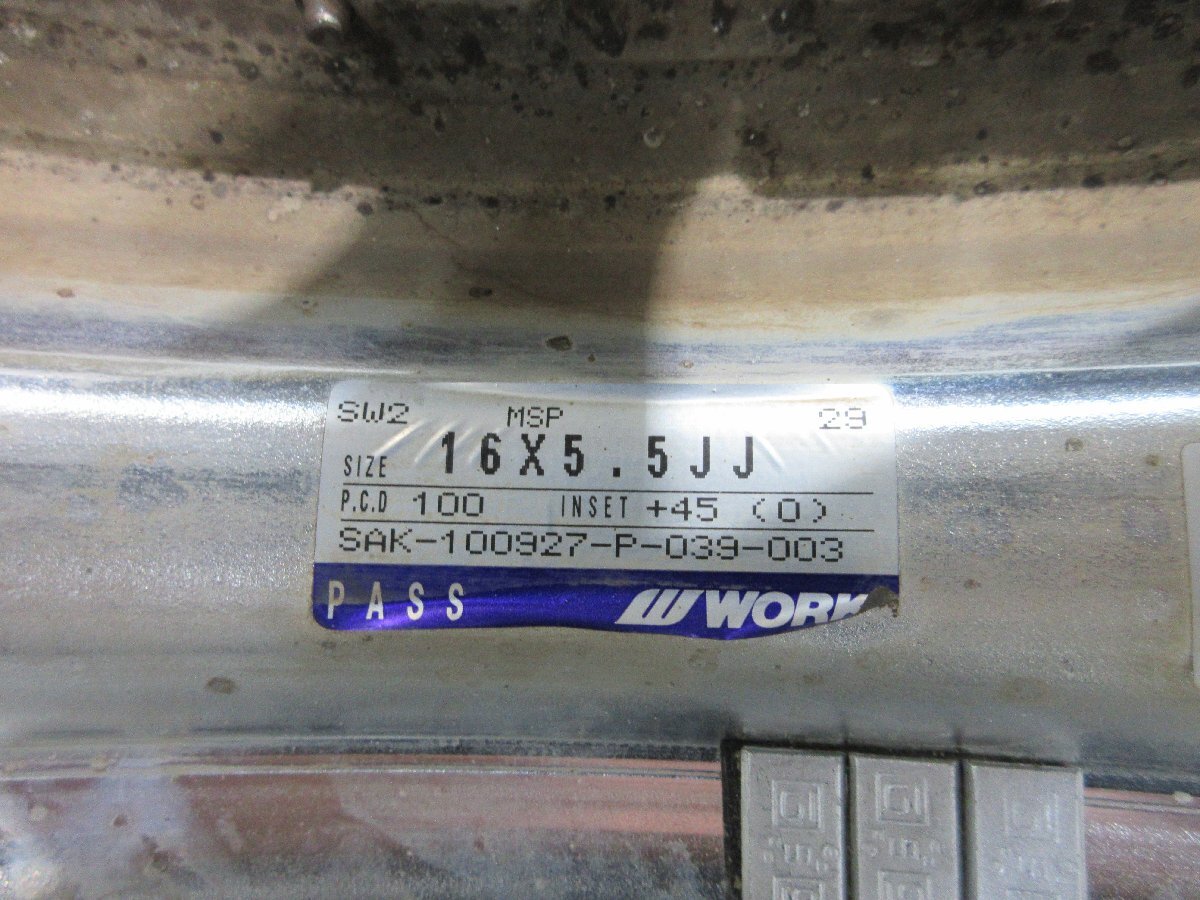 SW2 MSP 29
SIZE 16X5.5JJ
P.C.D 100 INSET +45 (0)
SAK-100927-P-039-003
PASS WORK